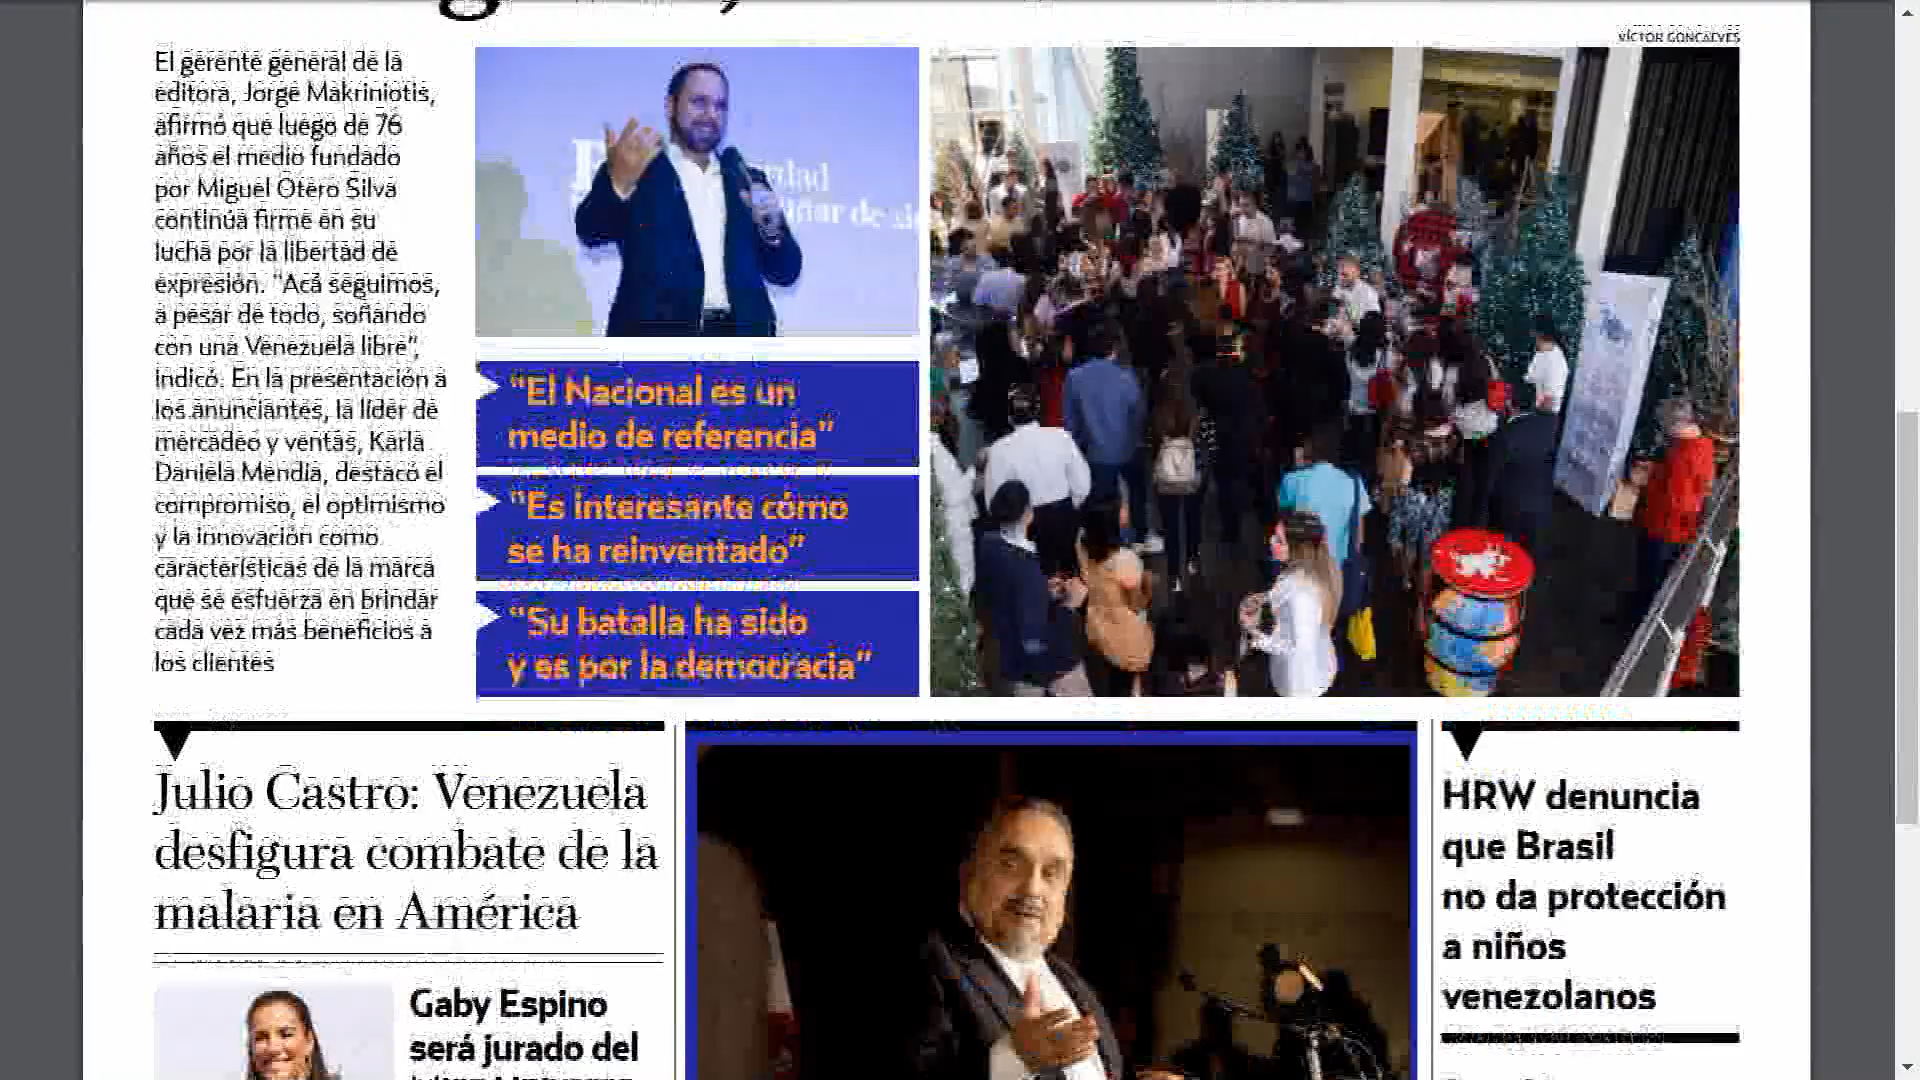 VÍCTOR GONCALVES
El gerente general de la
editora, Jorge Makriniotis,
afirmó que luego de 76
años el medio fundado
por Miguel Otero Silva
continúa firme en su
lucha por la libertad de
expresión. "Acá seguimos,
a pesar de todo, soñando
con una Venezuela libre",
indicó. En la presentación a
los anunciantes, la líder de
mercadeo y ventas, Karla
Daniela Mendia, destacó el
compromiso, el optimismo
y la innovación como
características de la marca
que se esfuerza en brindar
cada vez más beneficios a
los clientes
"El Nacional es un
medio de referencia"
"Es interesante cómo
se ha reinventado"
"Su batalla ha sido
y es por la democracia"
Julio Castro: Venezuela
desfigura combate de la
malaria en América
Gaby Espino
será jurado del
HRW denuncia
que Brasil
no da protección
a niños
venezolanos